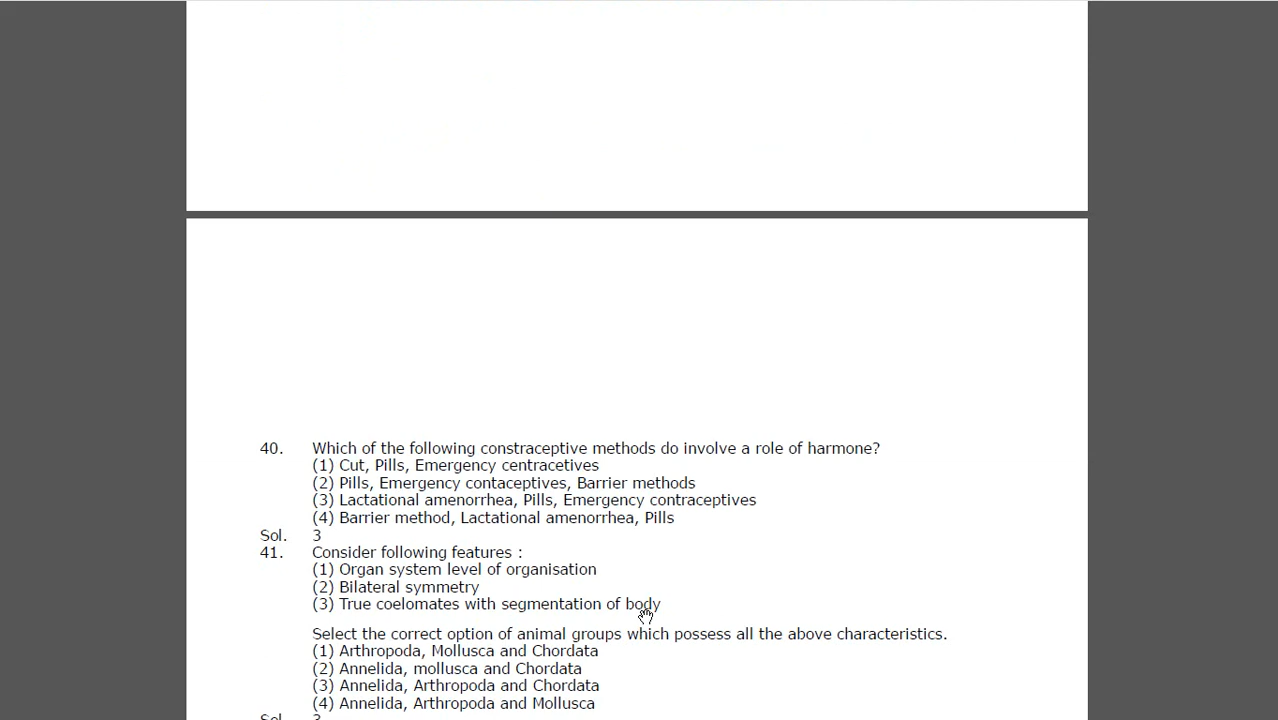 40. Which of the following constraceptive methods do involve a role of harmone?
(1) Cut, Pills, Emergency centracetives
(2) Pills, Emergency contaceptives, Barrier methods
(3) Lactational amenorrhea, Pills, Emergency contraceptives
(4) Barrier method, Lactational amenorrhea, Pills
Sol. 3
41. Consider following features :
(1) Organ system level of organisation
(2) Bilateral symmetry
(3) True coelomates with segmentation of body
Select the correct option of animal groups which possess all the above characteristics.
(1) Arthropoda, Mollusca and Chordata
(2) Annelida, mollusca and Chordata
(3) Annelida, Arthropoda and Chordata
(4) Annelida, Arthropoda and Mollusca
Sol. 3